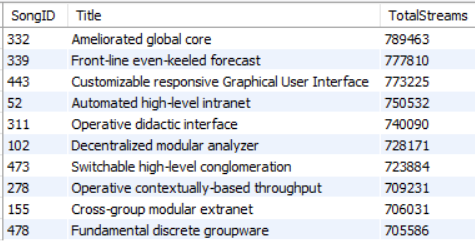 SongID Title TotalStreams
332 Ameliorated global core 789463
339 Front-line even-keeled forecast 777810
443 Customizable responsive Graphical User Interface 773225
52 Automated high-level intranet 750532
311 Operative didactic interface 740090
102 Decentralized modular analyzer 728171
473 Switchable high-level conglomeration 723884
278 Operative contextually-based throughput 709231
155 Cross-group modular extranet 706031
478 Fundamental discrete groupware 705586